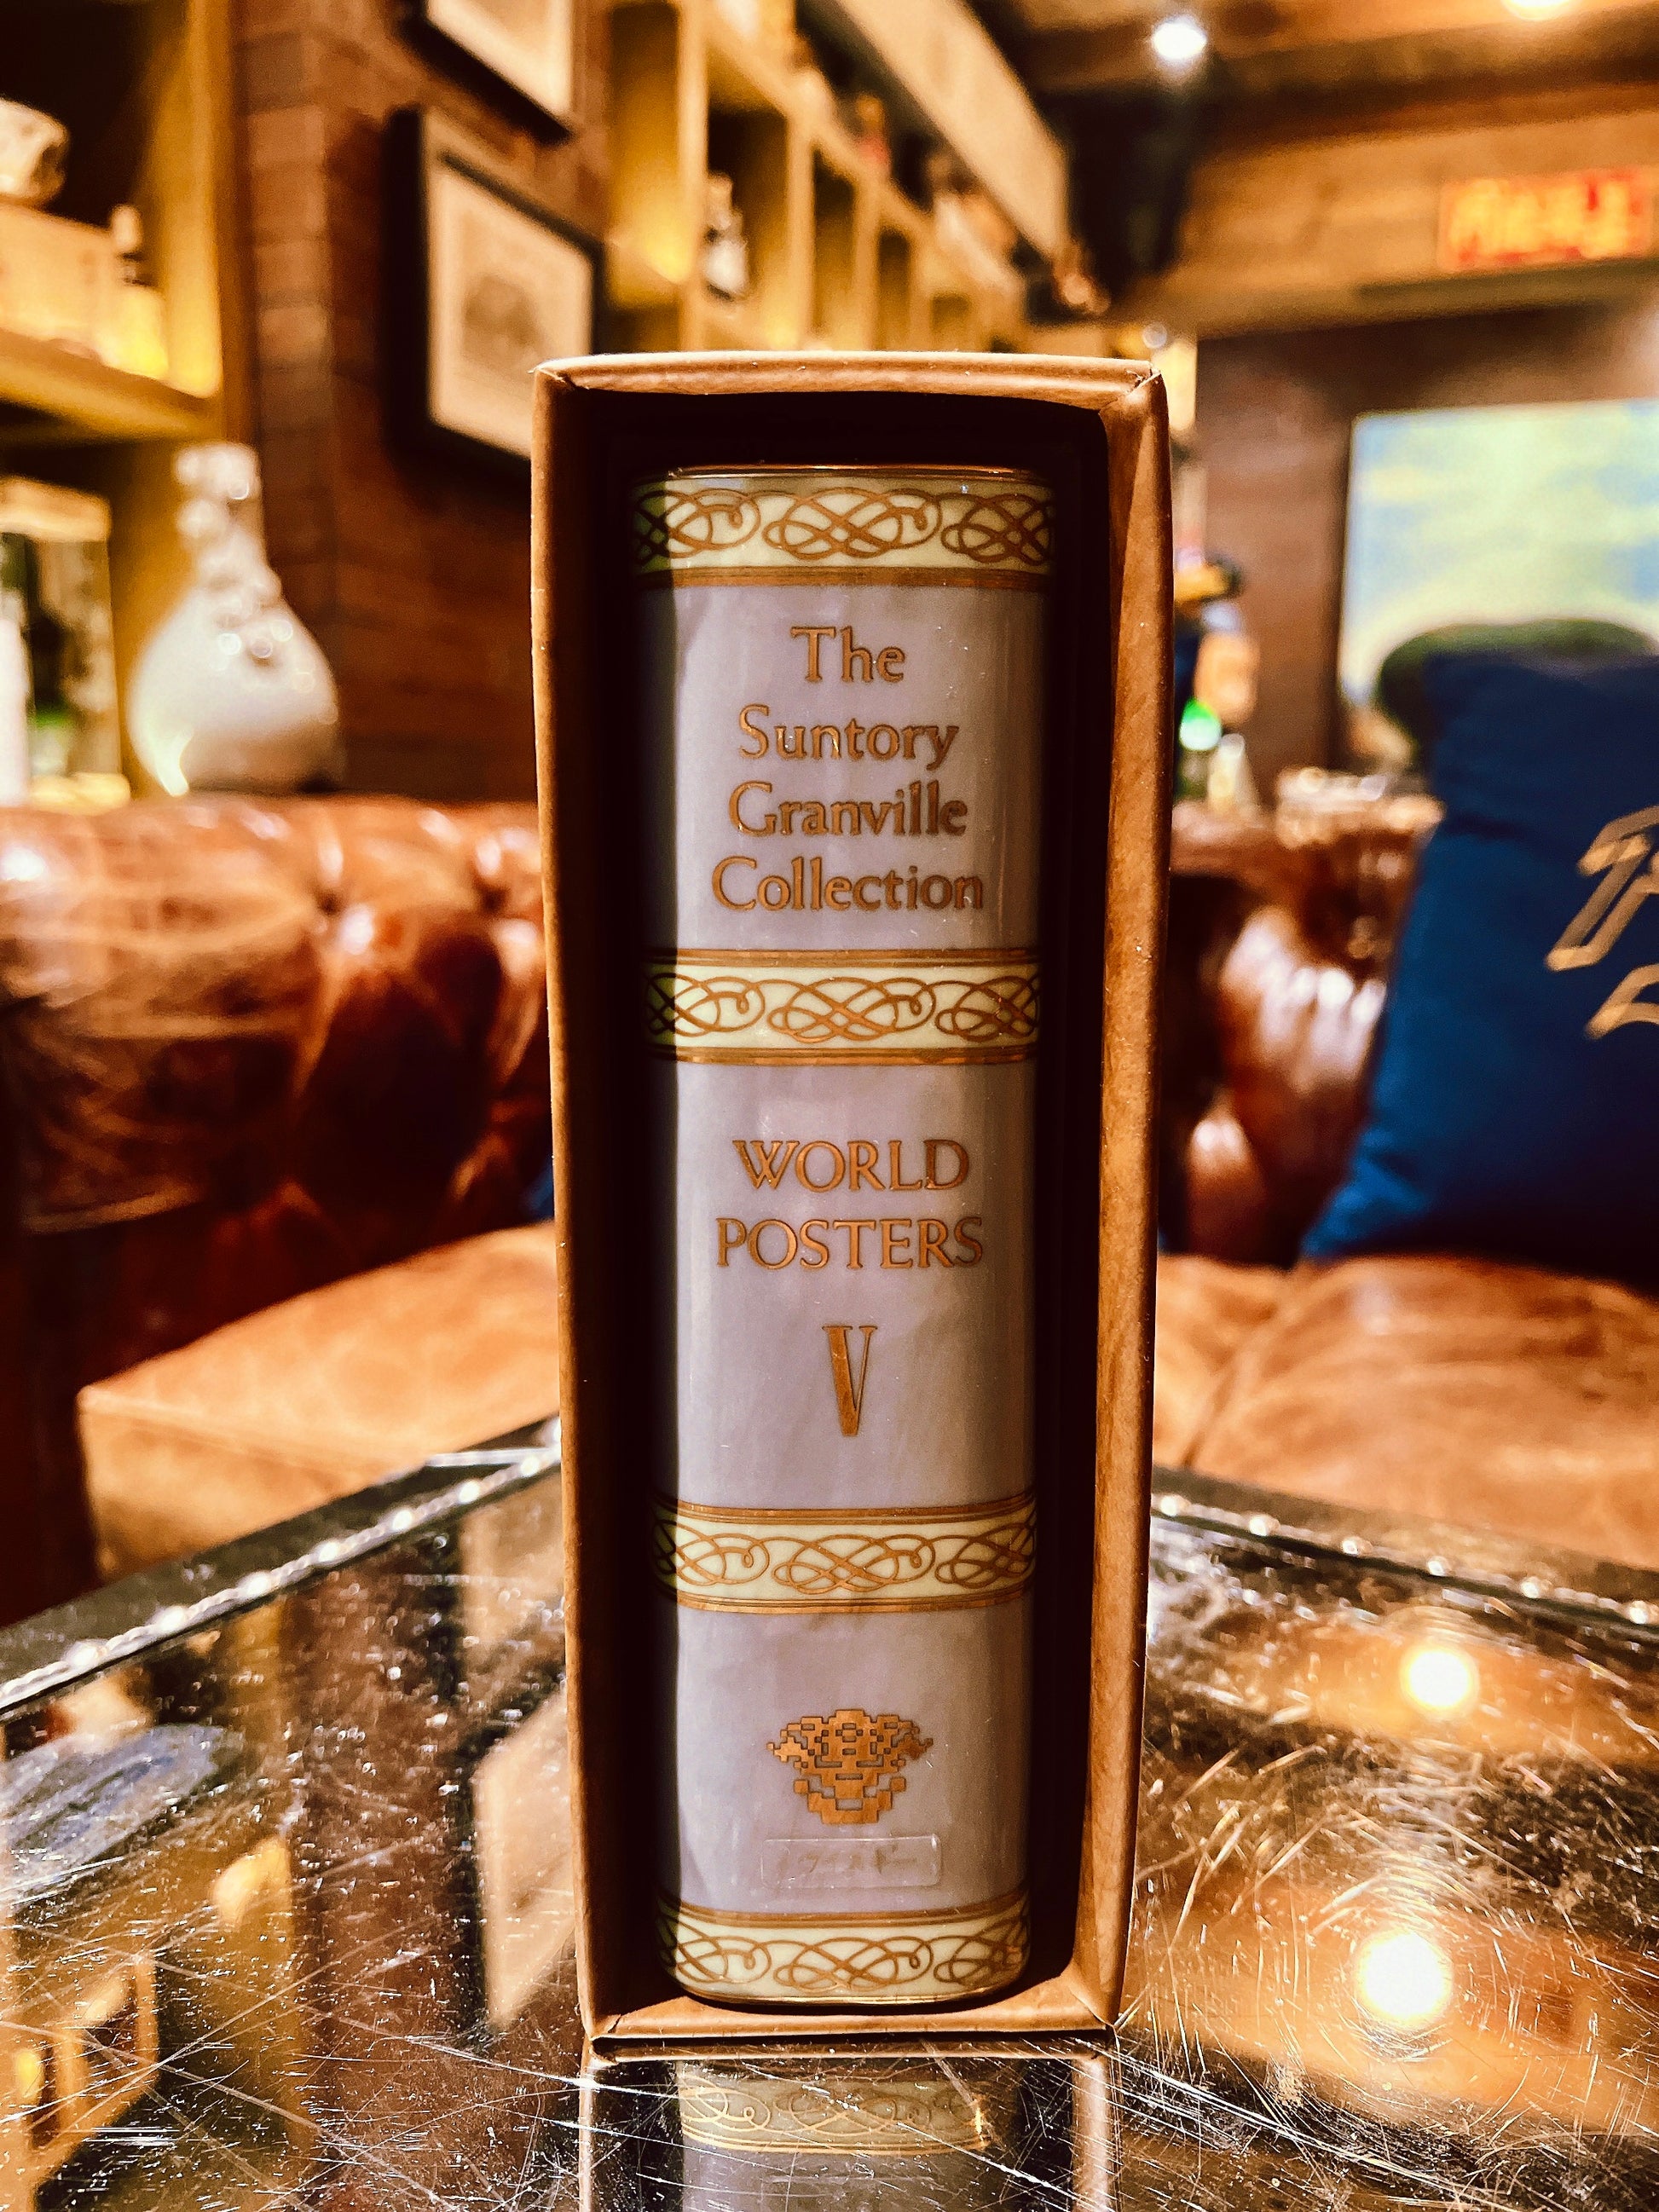 The
Suntory
Granville
Collection
WORLD
POSTERS
V